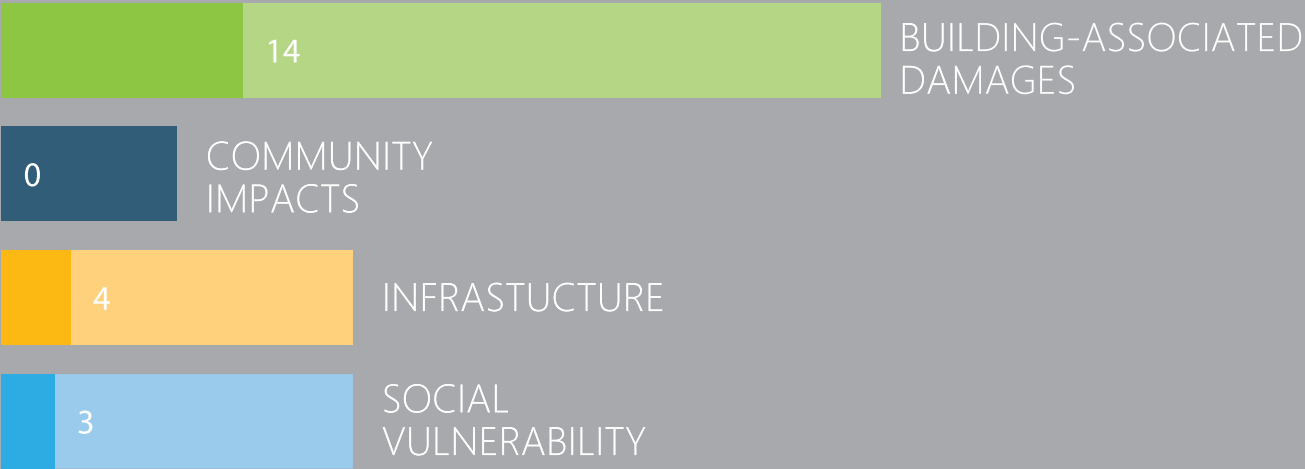 14
BUILDING-ASSOCIATED
DAMAGES
0
COMMUNITY
IMPACTS
4
INFRASTUCTURE
3
SOCIAL
VULNERABILITY